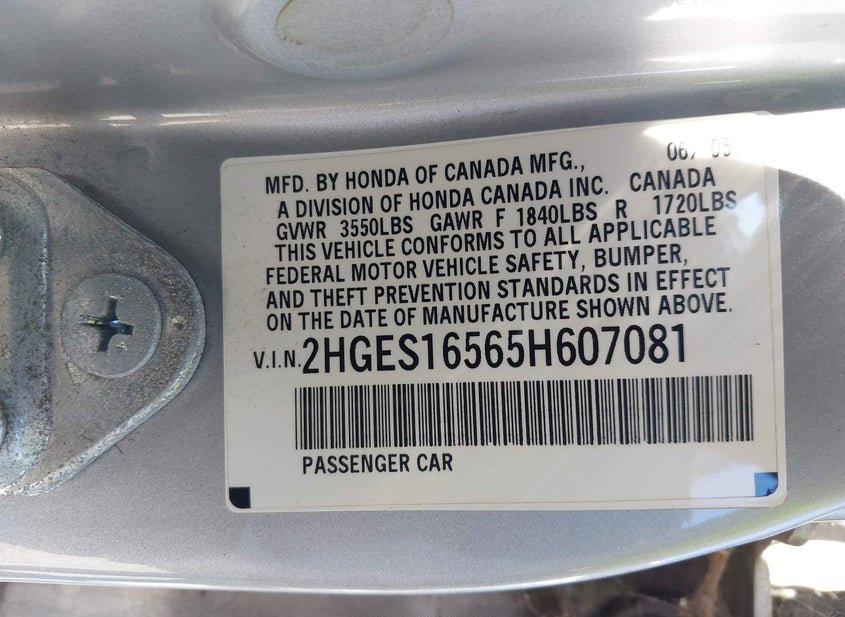 06/ 05
MFD. BY HONDA OF CANADA MFG.,
A DIVISION OF HONDA CANADA INC. CANADA
GVWR 3550LBS GAWR F 1840LBS R 1720LBS
THIS VEHICLE CONFORMS TO ALL APPLICABLE
FEDERAL MOTOR VEHICLE SAFETY, BUMPER,
AND THEFT PREVENTION STANDARDS IN EFFECT
ON THE DATE OF MANUFACTURE SHOWN ABOVE.
V.I.N. 2HGES16565H607081
PASSENGER CAR